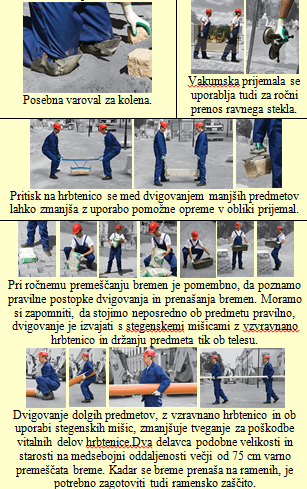 Posebna varoval za kolena.
Vakumska prijemala se
uporablja tudi za ročni
prenos ravnega stekla.
Pritisk na hrbtenico se med dvigovanjem manjših predmetov
lahko zmanjša z uporabo pomožne opreme v obliki prijemal.
Pri ročnemu premeščanju bremen je pomembno, da poznamo
pravilne postopke dvigovanja in prenašanja bremen. Moramo
si zapomniti, da stojimo neposredno ob predmetu pravilno,
dvigovanje je izvajati s stegenskemi mišicami z vzvravnano
hrbtenico in držanju predmeta tik ob telesu.
Dvigovanje dolgih predmetov, z vzravnano hrbtenico in ob
uporabi stegenskih mišic, zmanjšuje tveganje za poškodbe
vitalnih delov hrbtenice.Dva delavca podobne velikosti in
starosti na medsebojni oddaljenosti večji od 75 cm varno
premeščata breme. Kadar se breme prenaša na ramenih, je
potrebno zagotoviti tudi ramensko zaščito.